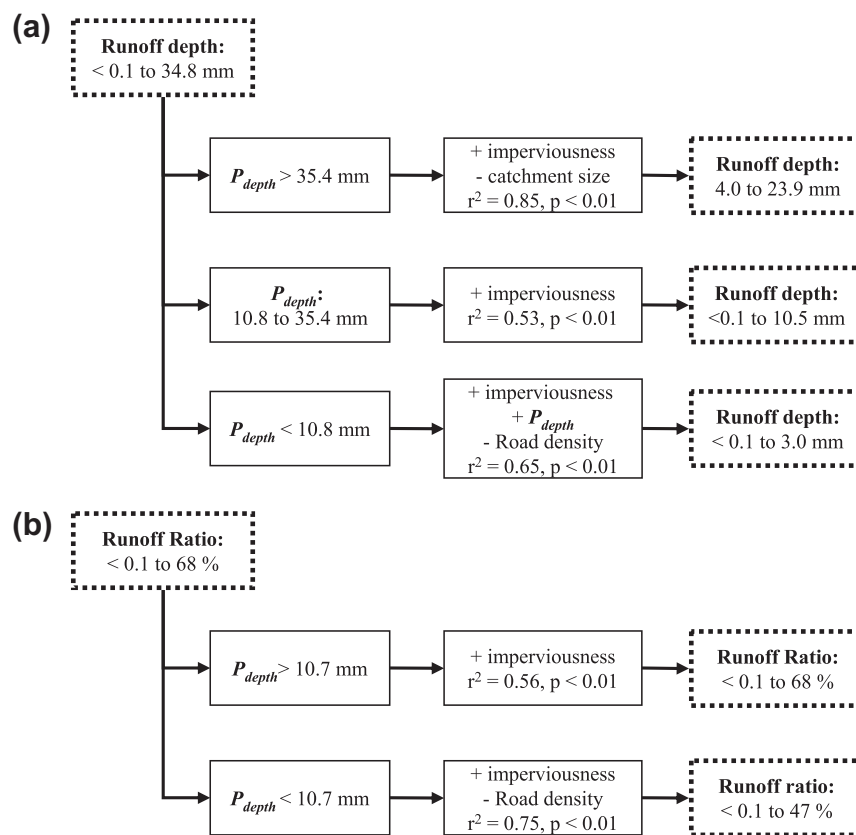 (a)
Runoff depth:
< 0.1 to 34.8 mm
P_depth > 35.4 mm
+ imperviousness
- catchment size
r² = 0.85, p < 0.01
Runoff depth:
4.0 to 23.9 mm
P_depth:
10.8 to 35.4 mm
+ imperviousness
r² = 0.53, p < 0.01
Runoff depth:
<0.1 to 10.5 mm
P_depth < 10.8 mm
+ imperviousness
+ P_depth
- Road density
r² = 0.65, p < 0.01
Runoff depth:
< 0.1 to 3.0 mm
(b)
Runoff Ratio:
< 0.1 to 68 %
P_depth> 10.7 mm
+ imperviousness
r² = 0.56, p < 0.01
Runoff Ratio:
< 0.1 to 68 %
P_depth < 10.7 mm
+ imperviousness
- Road density
r² = 0.75, p < 0.01
Runoff ratio:
< 0.1 to 47 %